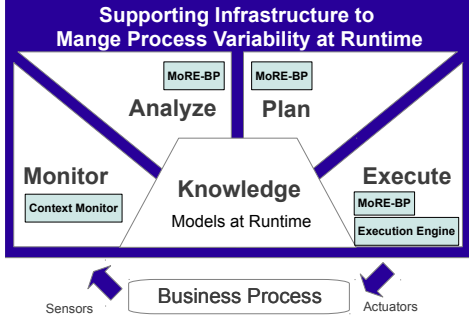 Supporting Infrastructure to
Mange Process Variability at Runtime
MoRE-BP
MoRE-BP
Analyze
Plan
Monitor
Context Monitor
Knowledge
Models at Runtime
Execute
MoRE-BP
Execution Engine
Sensors
Business Process
Actuators